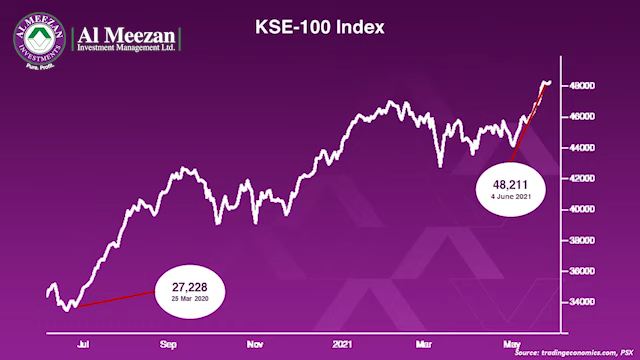 KSE-100 Index
AL MEEZAN
INVESTMENTS
Pure. Profit.
Al Meezan
Investment Management Ltd.
48000
46000
44000
42000
40000
38000
36000
34000
48,211
4 June 2021
27,228
25 Mar 2020
Jul Sep Nov 2021 Mar May
Source: tradingeconomics.com, PSX